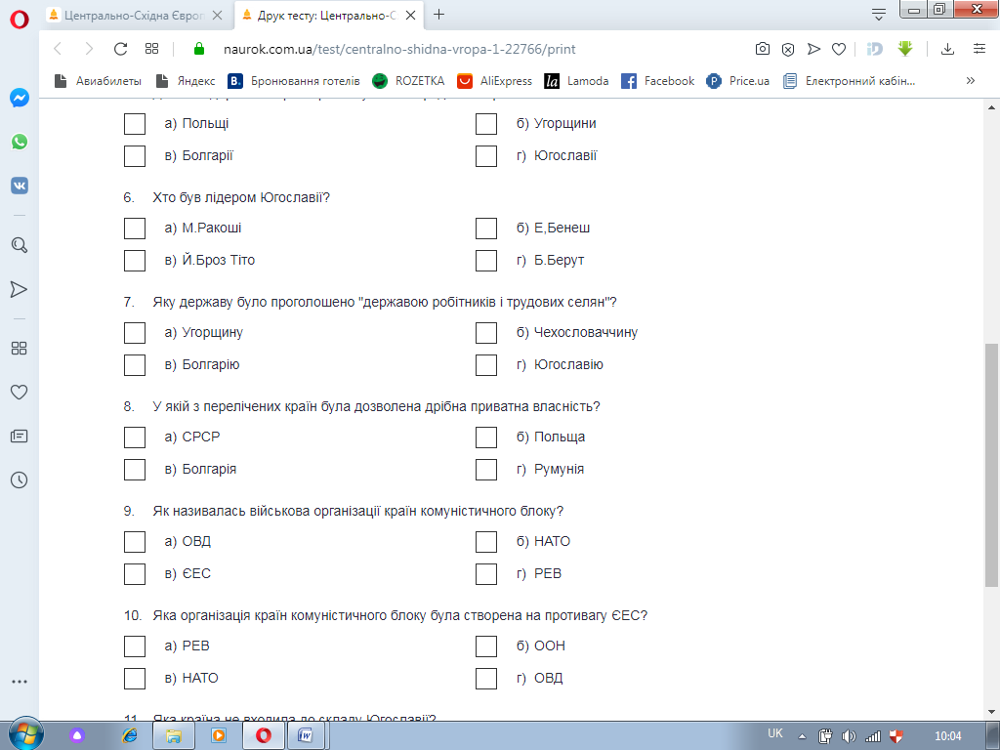 Центрально-Східна Євро
Друк тесту: Центрально-С
naurok.com.ua/test/centralno-shidna-vropa-1-22766/print
Авиабилеты
Яндекс
B. Бронювання готелів
ROZETKA
AliExpress
la Lamoda
Facebook
P Price.ua
Електронний кабін...
»
iD
а) Польщі
б) Угорщини
в) Болгарії
г) Югославії
6. Хто був лідером Югославії?
а) М.Ракоші
б) Е,Бенеш
в) Й.Броз Тіто
г) Б.Берут
7. Яку державу було проголошено "державою робітників і трудових селян"?
а) Угорщину
б) Чехословаччину
в) Болгарію
г) Югославію
8. У якій з перелічених країн була дозволена дрібна приватна власність?
а) СРСР
б) Польща
в) Болгарія
г) Румунія
9. Як називалась військова організації країн комуністичного блоку?
а) ОВД
б) НАТО
в) ЄЕС
г) РЕВ
10. Яка організація країн комуністичного блоку була створена на противагу ЄЕС?
а) РЕВ
б) ООН
в) НАТО
г) ОВД
11. Яка країна не входила до складу Югославії?
UK
10:04